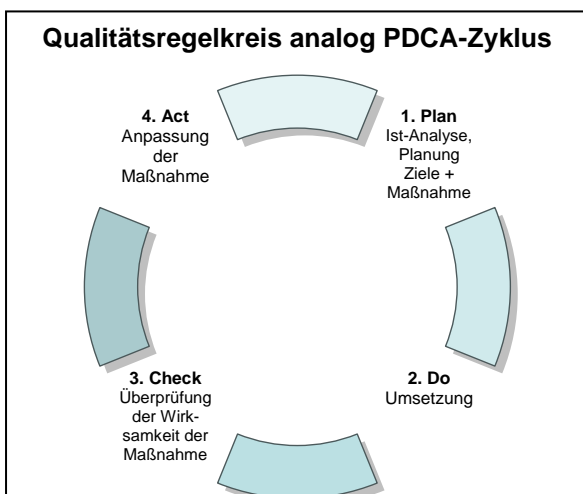 Qualitätsregelkreis analog PDCA-Zyklus
1. Plan
Ist-Analyse,
Planung
Ziele +
Maßnahme
2. Do
Umsetzung
3. Check
Überprüfung
der Wirk-
samkeit der
Maßnahme
4. Act
Anpassung
der
Maßnahme